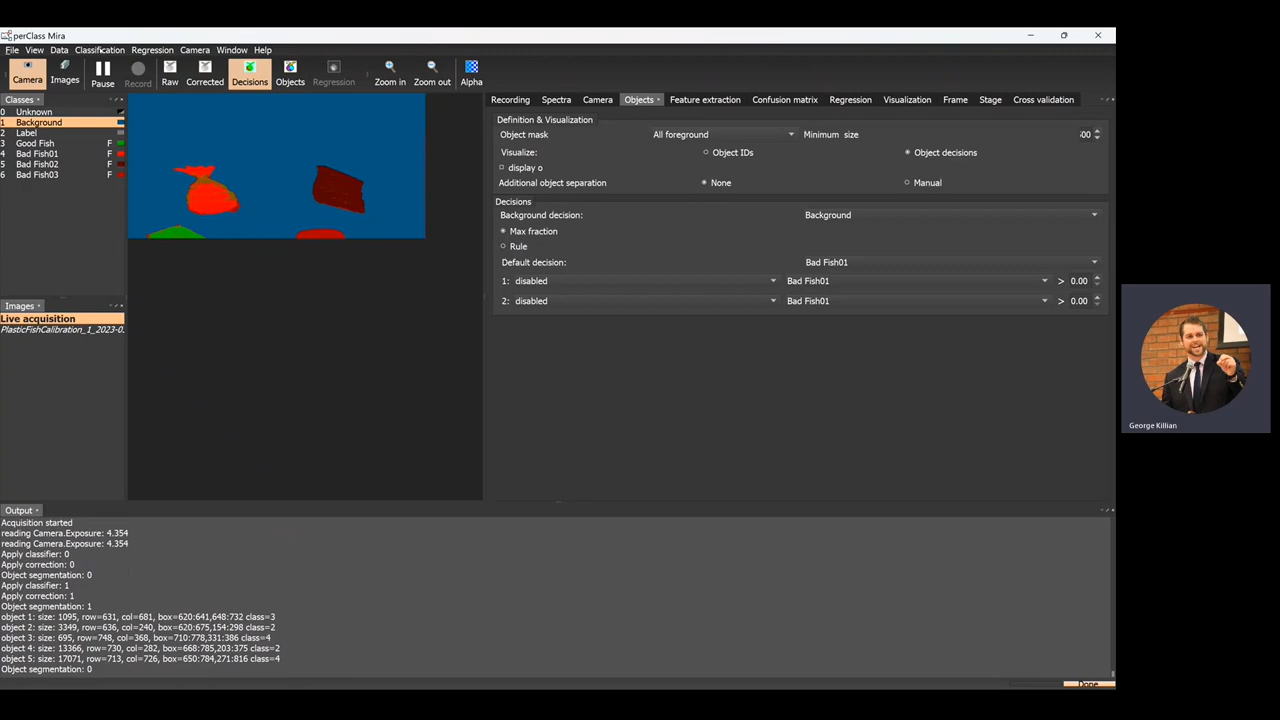 perClass Mira
File View Data Classification Regression Camera Window Help
Camera Images Pause Record Raw Corrected Decisions Objects Regression Zoom in Zoom out Alpha
Classes
0 Unknown
1 Background
2 Label
3 Good Fish F
4 Bad Fish01 F
5 Bad Fish02 F
6 Bad Fish03 F
Images
Live acquisition
PlasticFishCalibration_1_2023-0.
Recording Spectra Camera Objects Feature extraction Confusion matrix Regression Visualization Frame Stage Cross validation
Definition & Visualization
Object mask All foreground Minimum size 500
Visualize: Object IDs Object decisions
display o
Additional object separation None Manual
Decisions
Background decision: Background
Max fraction
Rule
Default decision: Bad Fish01
1: disabled Bad Fish01 > 0.00
2: disabled Bad Fish01 > 0.00
George Killian
Output
Acquisition started
reading Camera.Exposure: 4.354
reading Camera.Exposure: 4.354
Apply classifier: 0
Apply correction: 0
Object segmentation: 0
Apply classifier: 1
Apply correction: 1
Object segmentation: 1
object 1: size: 1095, row=631, col=681, box=620:641,648:732 class=3
object 2: size: 3349, row=636, col=240, box=620:675,154:298 class=2
object 3: size: 695, row=748, col=368, box=710:778,331:386 class=4
object 4: size: 13366, row=730, col=282, box=668:785,203:375 class=2
object 5: size: 17071, row=713, col=726, box=650:784,271:816 class=4
Object segmentation: 0
Done